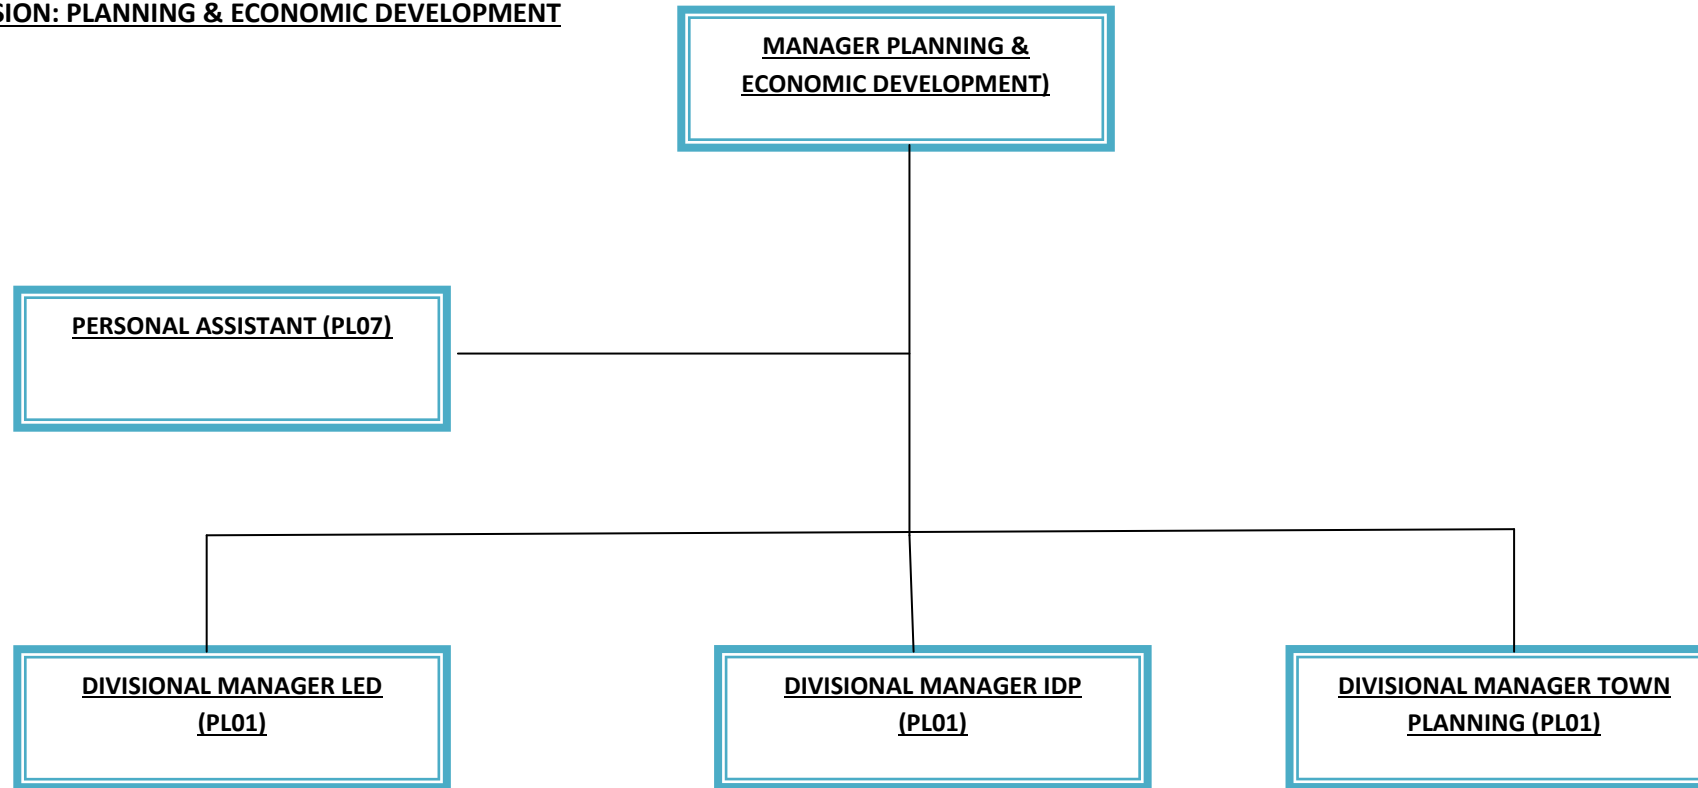 SION: PLANNING & ECONOMIC DEVELOPMENT
MANAGER PLANNING &
ECONOMIC DEVELOPMENT)
PERSONAL ASSISTANT (PL07)
DIVISIONAL MANAGER LED
(PL01)
DIVISIONAL MANAGER IDP
(PL01)
DIVISIONAL MANAGER TOWN
PLANNING (PL01)